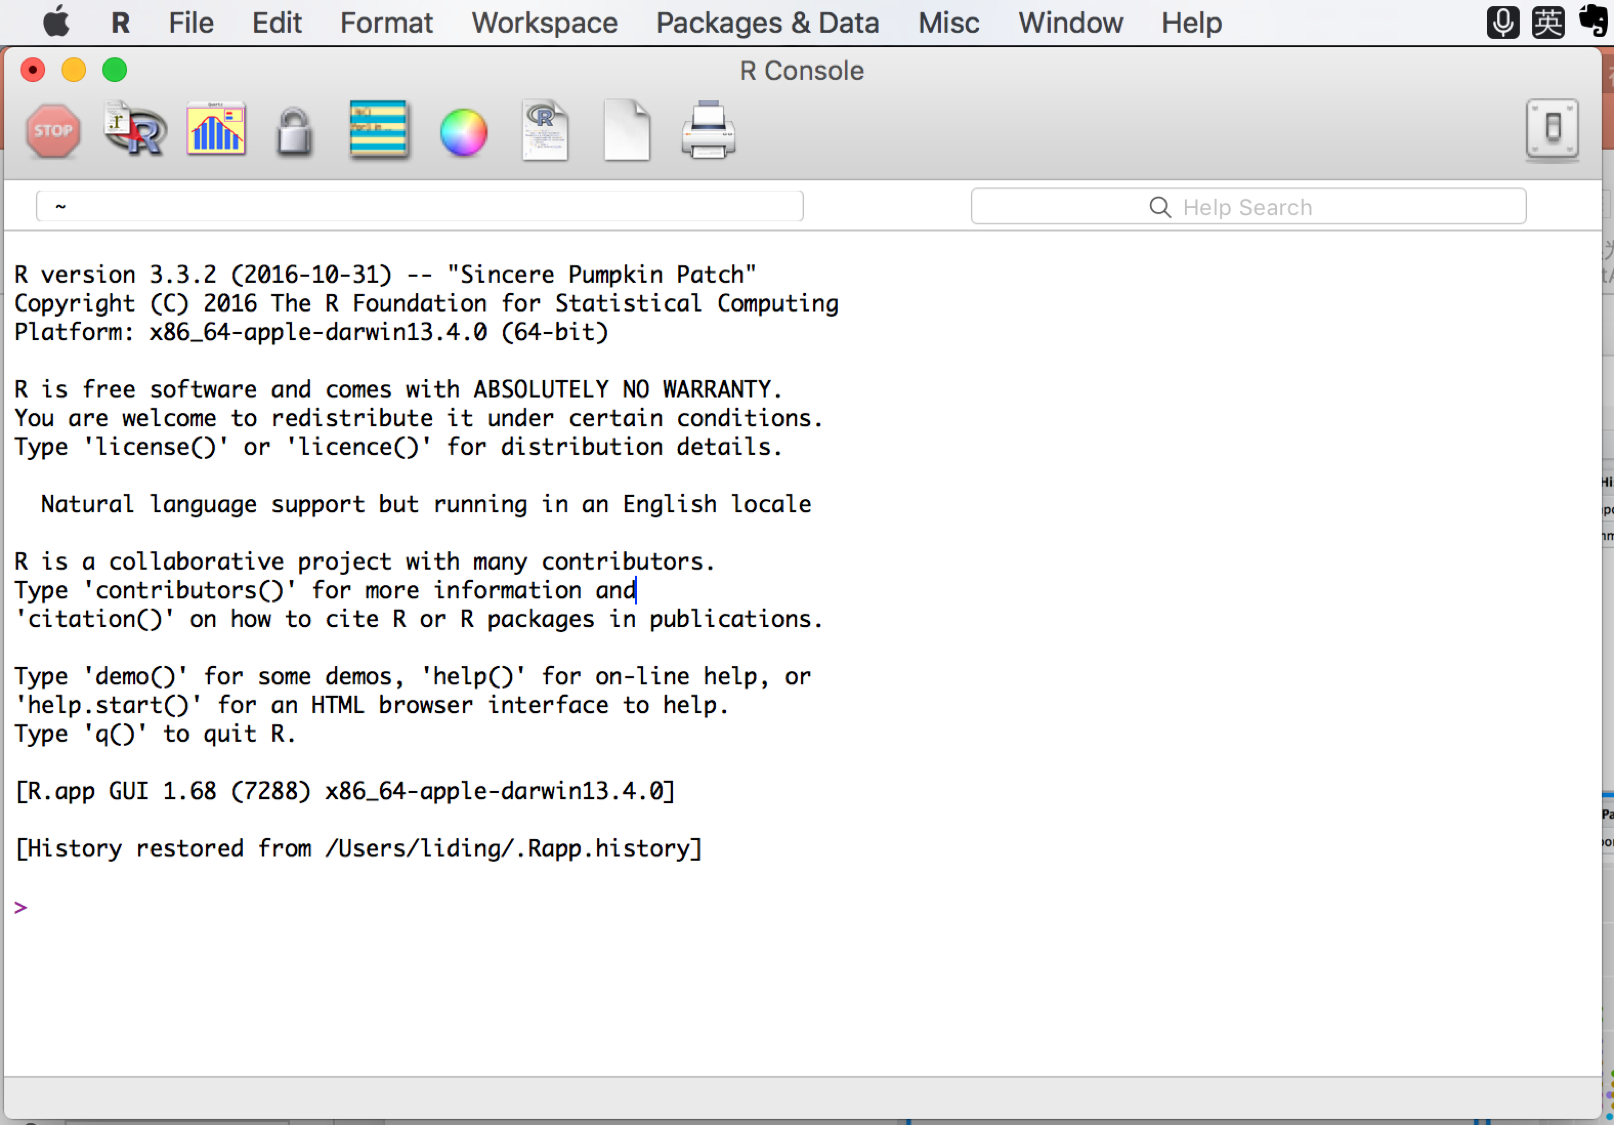 R File Edit Format Workspace Packages & Data Misc Window Help 英
R Console
STOP
~
Help Search
R version 3.3.2 (2016-10-31) -- "Sincere Pumpkin Patch"
Copyright (C) 2016 The R Foundation for Statistical Computing
Platform: x86_64-apple-darwin13.4.0 (64-bit)
R is free software and comes with ABSOLUTELY NO WARRANTY.
You are welcome to redistribute it under certain conditions.
Type 'license()' or 'licence()' for distribution details.
Natural language support but running in an English locale
R is a collaborative project with many contributors.
Type 'contributors()' for more information and
'citation()' on how to cite R or R packages in publications.
Type 'demo()' for some demos, 'help()' for on-line help, or
'help.start()' for an HTML browser interface to help.
Type 'q()' to quit R.
[R.app GUI 1.68 (7288) x86_64-apple-darwin13.4.0]
[History restored from /Users/liding/.Rapp.history]
>